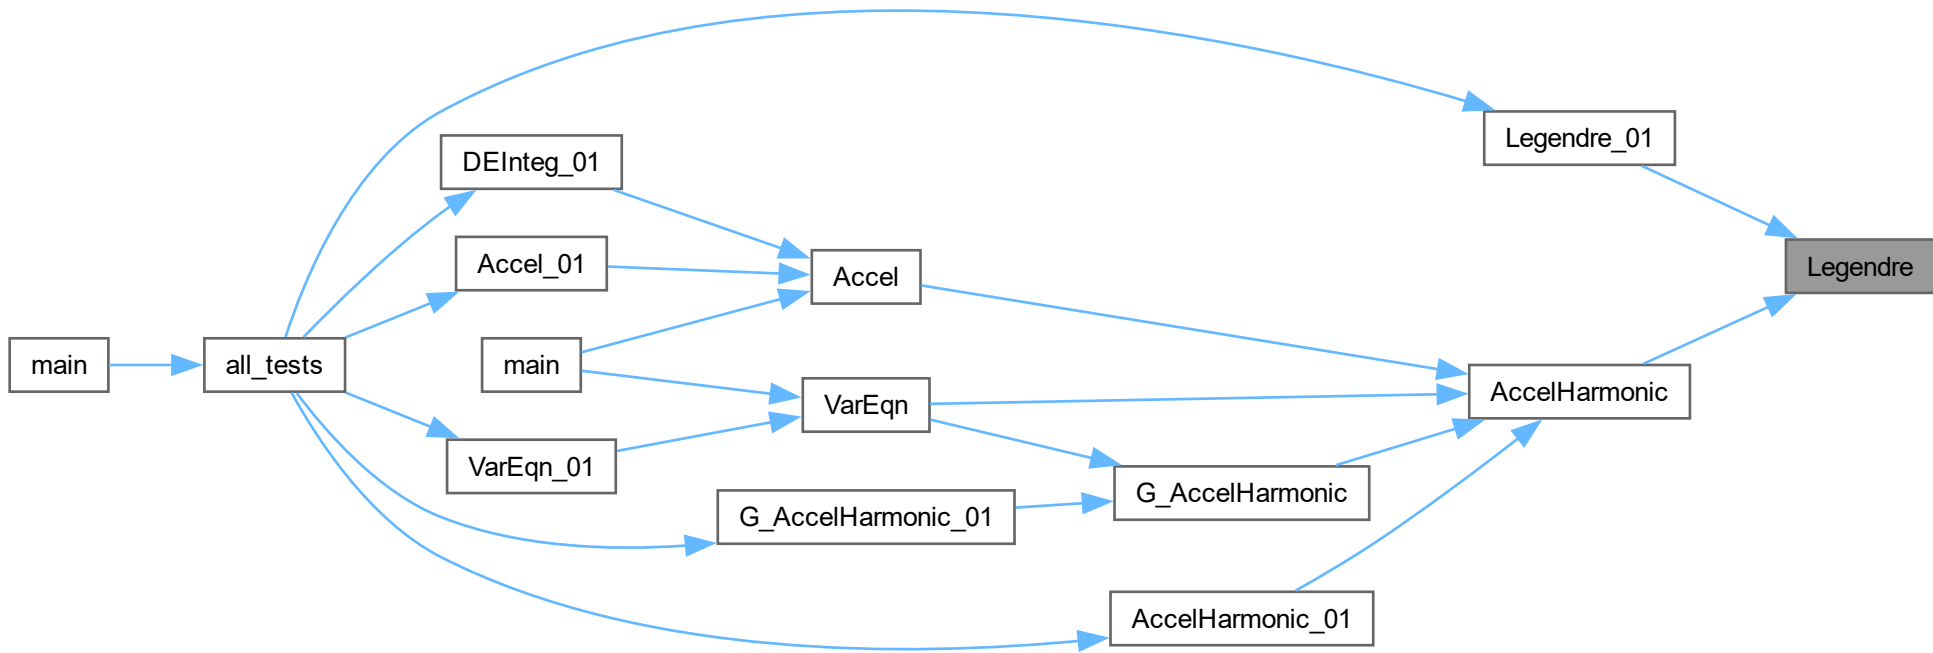 Legendre_01
DEInteg_01
Accel_01
Accel
Legendre
main
all_tests
main
AccelHarmonic
VarEqn
VarEqn_01
G_AccelHarmonic
G_AccelHarmonic_01
AccelHarmonic_01